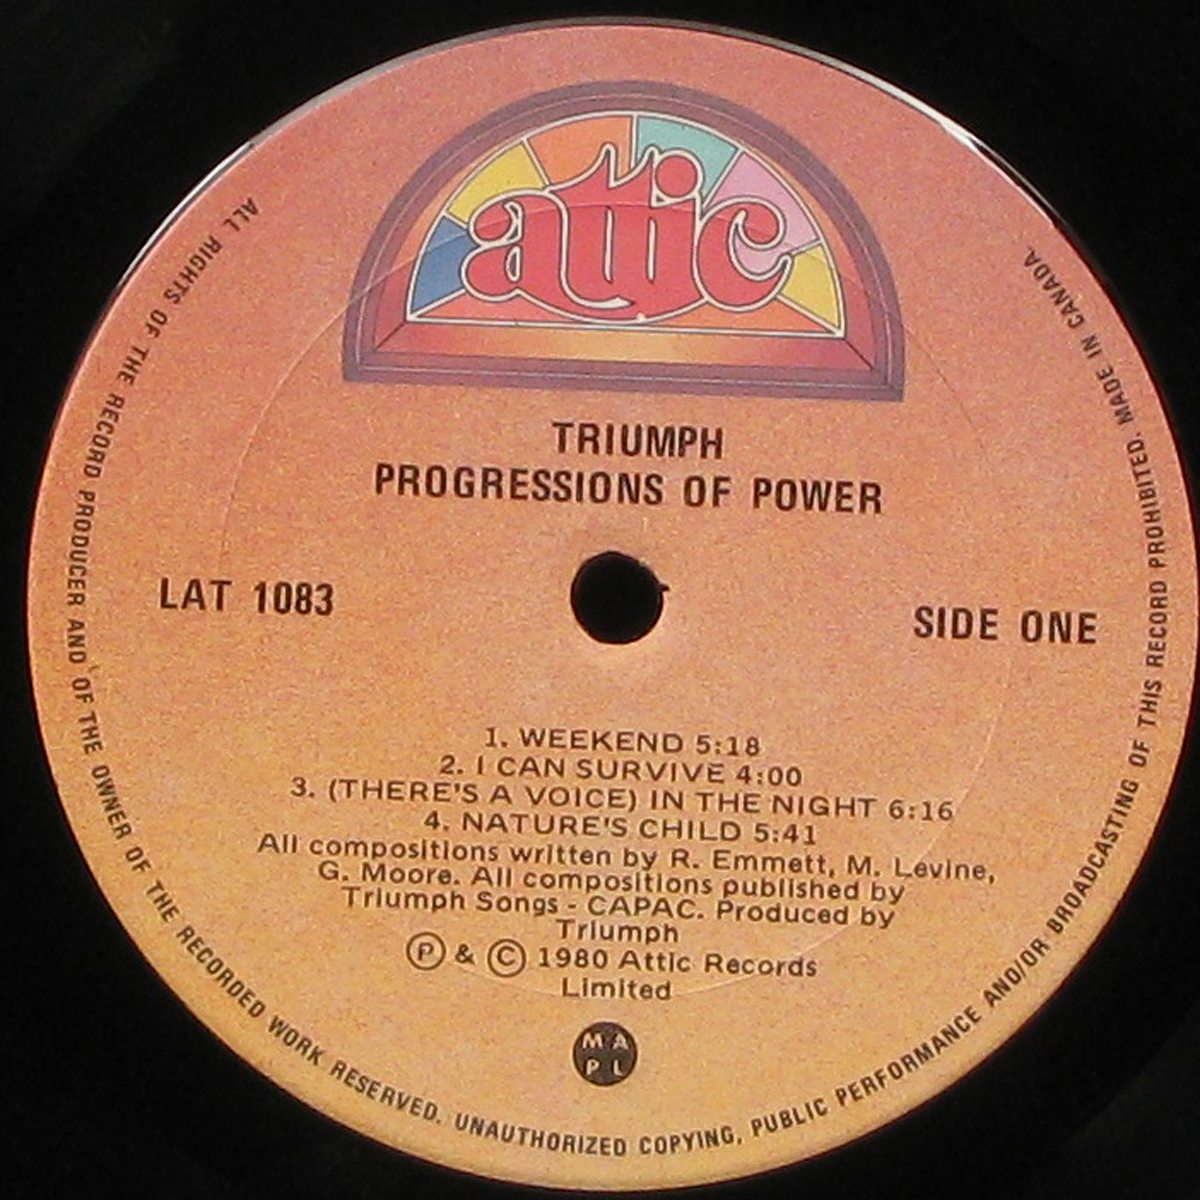 attic
TRIUMPH
PROGRESSIONS OF POWER
LAT 1083
SIDE ONE
1. WEEKEND 5:18
2. I CAN SURVIVE 4:00
3. (THERE'S A VOICE) IN THE NIGHT 6:16
4. NATURE'S CHILD 5:41
All compositions written by R. Emmett, M. Levine,
G. Moore. All compositions published by
Triumph Songs - CAPAC. Produced by
Triumph
Ⓟ & © 1980 Attic Records
Limited
M A
P L
ALL RIGHTS OF THE RECORD PRODUCER AND OF THE OWNER OF THE RECORDED WORK RESERVED. UNAUTHORIZED COPYING, PUBLIC PERFORMANCE AND/OR BROADCASTING OF THIS RECORD PROHIBITED. MADE IN CANADA.